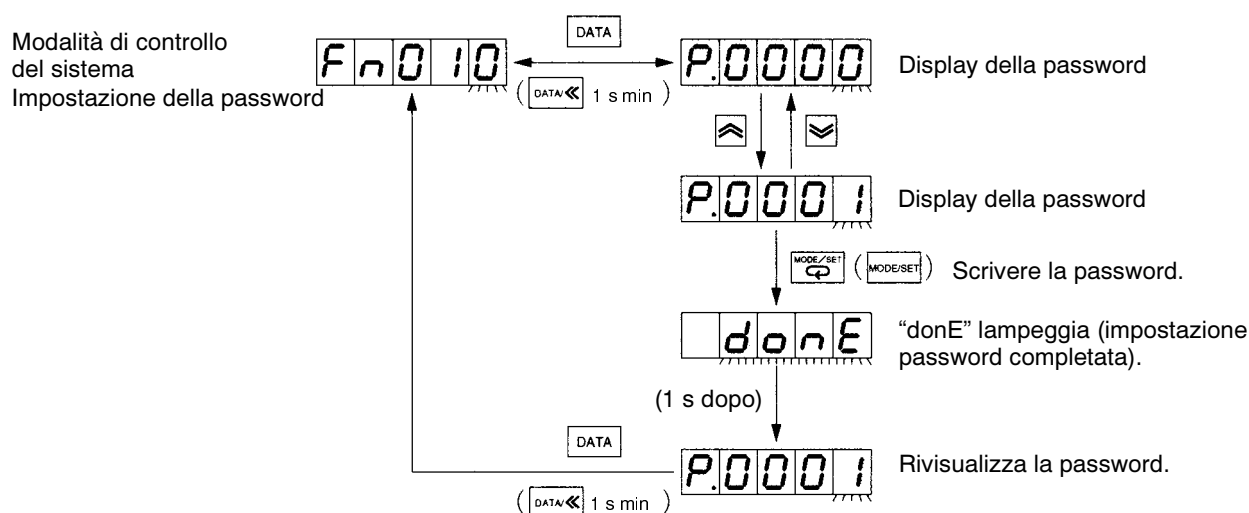 Modalità di controllo
del sistema
Impostazione della password
Fn010
DATA
(DATA/≪ 1 s min)
P.0000
Display della password
P.0001
Display della password
MODE/SET (MODE/SET) Scrivere la password.
donE
“donE” lampeggia (impostazione
password completata).
(1 s dopo)
DATA
(DATA/≪ 1 s min)
P.0001
Rivisualizza la password.